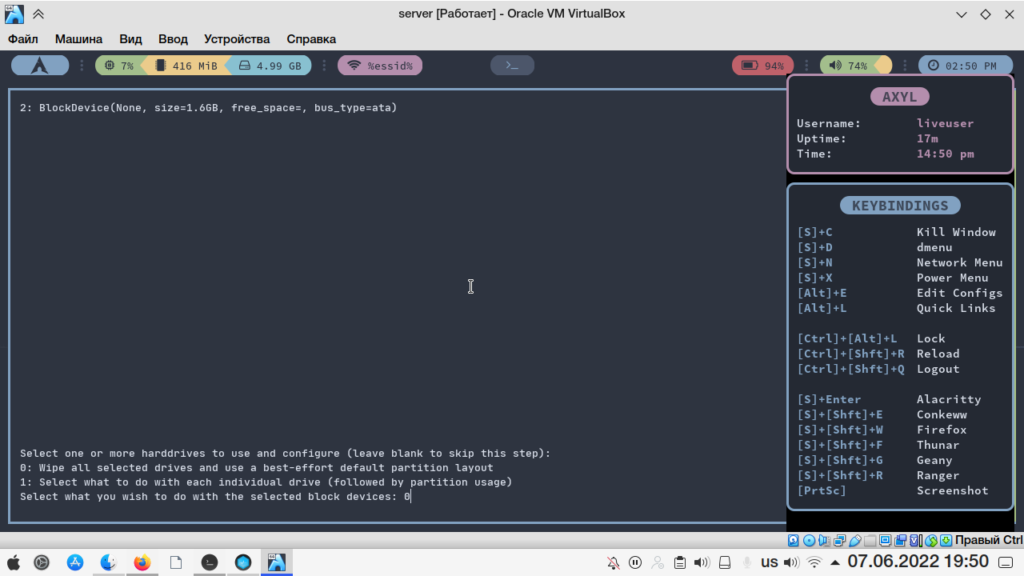 server [Работает] - Oracle VM VirtualBox
Файл Машина Вид Ввод Устройства Справка
7% 416 MiB 4.99 GB %essid% >_ 94% 74% 02:50 PM
2: BlockDevice(None, size=1.6GB, free_space=, bus_type=ata)
AXYL
Username: liveuser
Uptime: 17m
Time: 14:50 pm
KEYBINDINGS
[S]+C Kill Window
[S]+D dmenu
[S]+N Network Menu
[S]+X Power Menu
[Alt]+E Edit Configs
[Alt]+L Quick Links
[Ctrl]+[Alt]+L Lock
[Ctrl]+[Shft]+R Reload
[Ctrl]+[Shft]+Q Logout
[S]+Enter Alacritty
[S]+[Shft]+E Conkeww
[S]+[Shft]+W Firefox
[S]+[Shft]+F Thunar
[S]+[Shft]+G Geany
[S]+[Shft]+R Ranger
[PrtSc] Screenshot
Select one or more harddrives to use and configure (leave blank to skip this step):
0: Wipe all selected drives and use a best-effort default partition layout
1: Select what to do with each individual drive (followed by partition usage)
Select what you wish to do with the selected block devices: 0
Правый Ctrl
us 07.06.2022 19:50